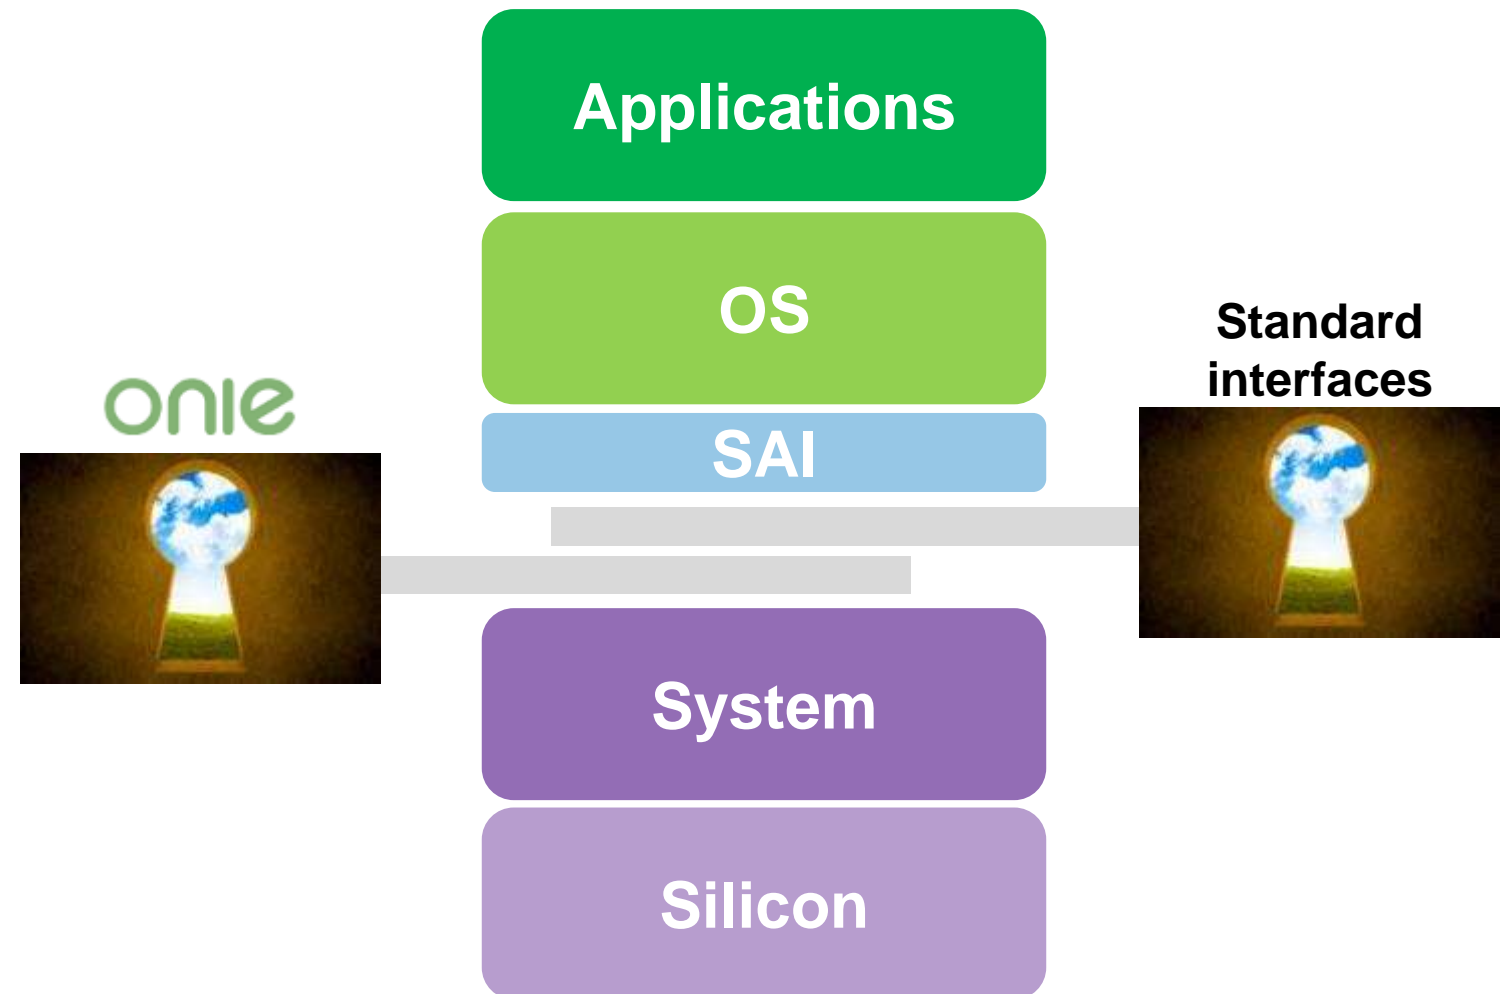 Applications
OS
Standard
interfaces
onie
SAI
System
Silicon